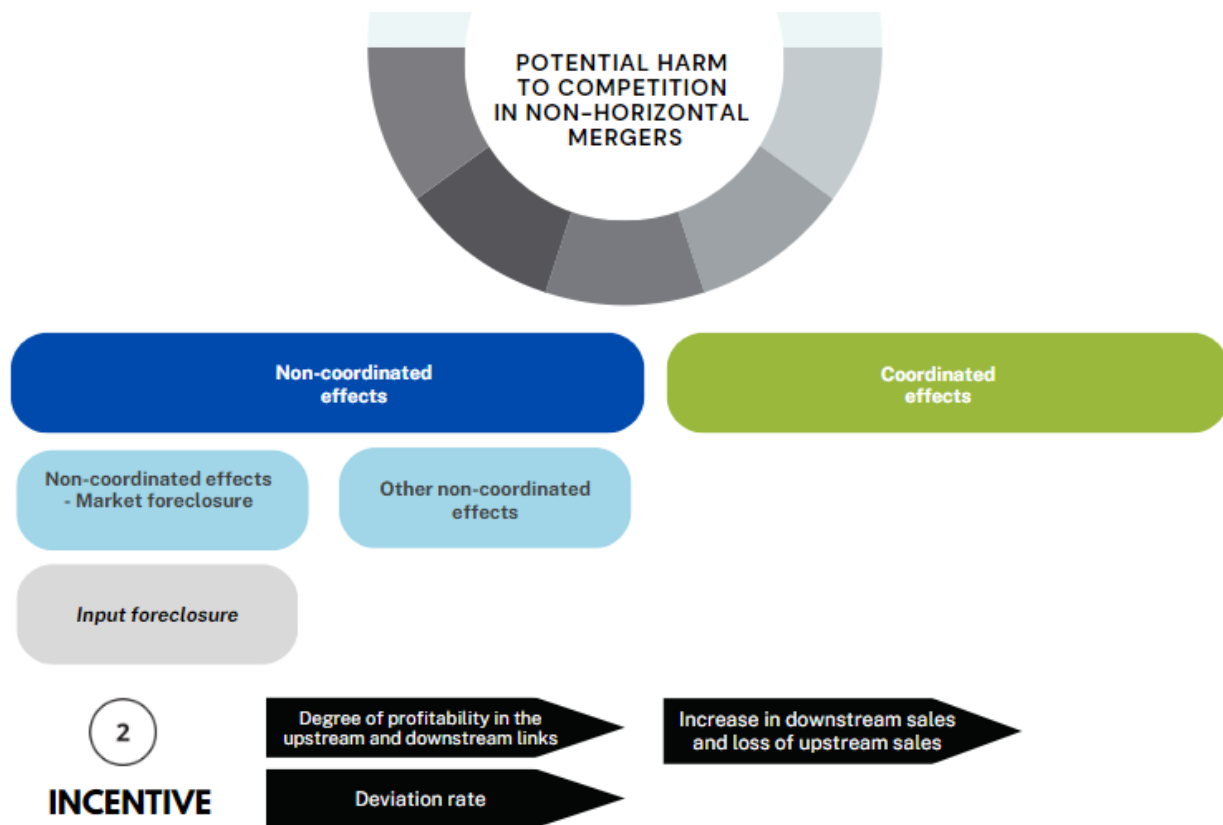 POTENTIAL HARM
TO COMPETITION
IN NON-HORIZONTAL
MERGERS
Non-coordinated
effects
Coordinated
effects
Non-coordinated effects
- Market foreclosure
Other non-coordinated
effects
Input foreclosure
2
INCENTIVE
Degree of profitability in the
upstream and downstream links
Increase in downstream sales
and loss of upstream sales
Deviation rate